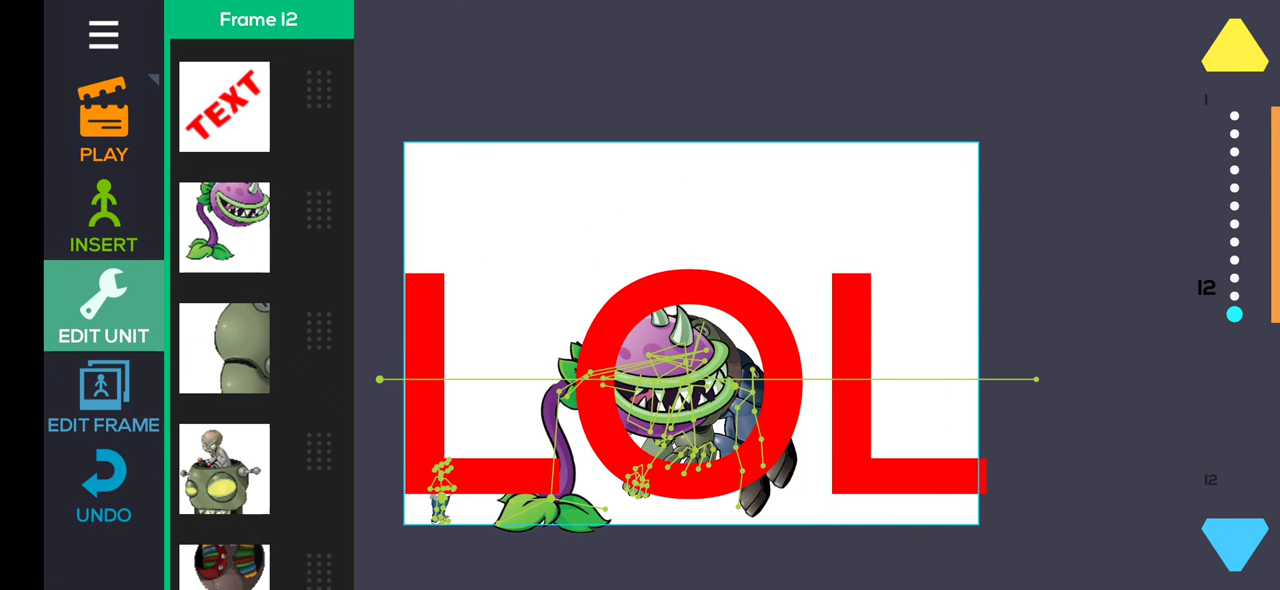 Frame 12
TEXT
PLAY
INSERT
EDIT UNIT
EDIT FRAME
UNDO
LOL
1
12
12